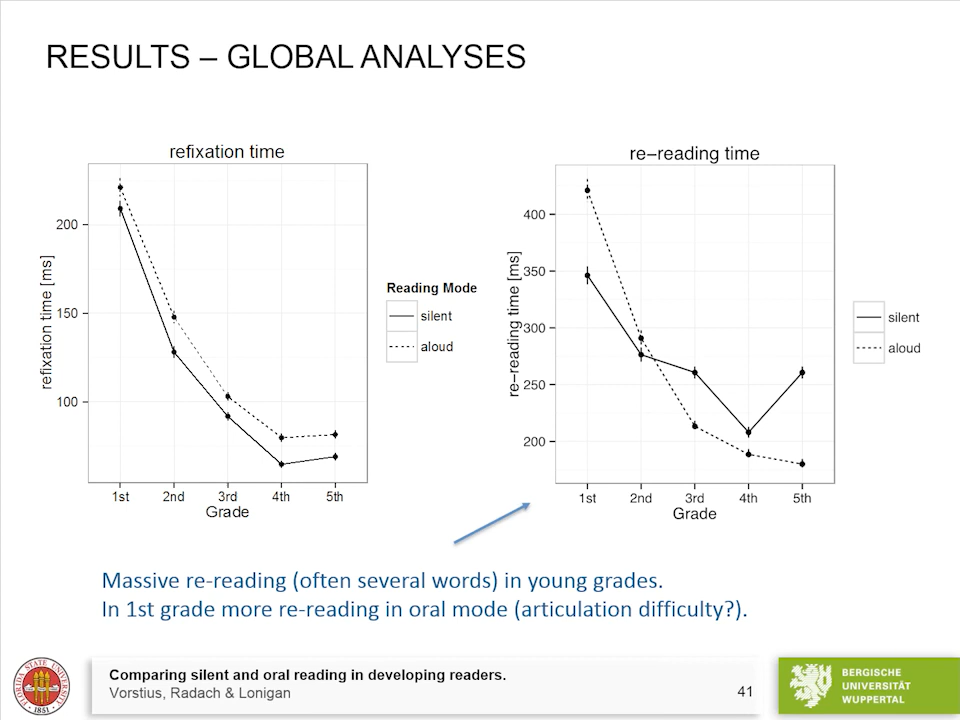 RESULTS – GLOBAL ANALYSES
refixation time
refixation time [ms]
200
150
100
1st 2nd 3rd 4th 5th
Grade
Reading Mode
silent
aloud
re−reading time
re−reading time [ms]
400
350
300
250
200
1st 2nd 3rd 4th 5th
Grade
silent
aloud
Massive re-reading (often several words) in young grades.
In 1st grade more re-reading in oral mode (articulation difficulty?).
FLORIDA STATE UNIVERSITY
1851
Comparing silent and oral reading in developing readers.
Vorstius, Radach & Lonigan
41
BERGISCHE
UNIVERSITÄT
WUPPERTAL